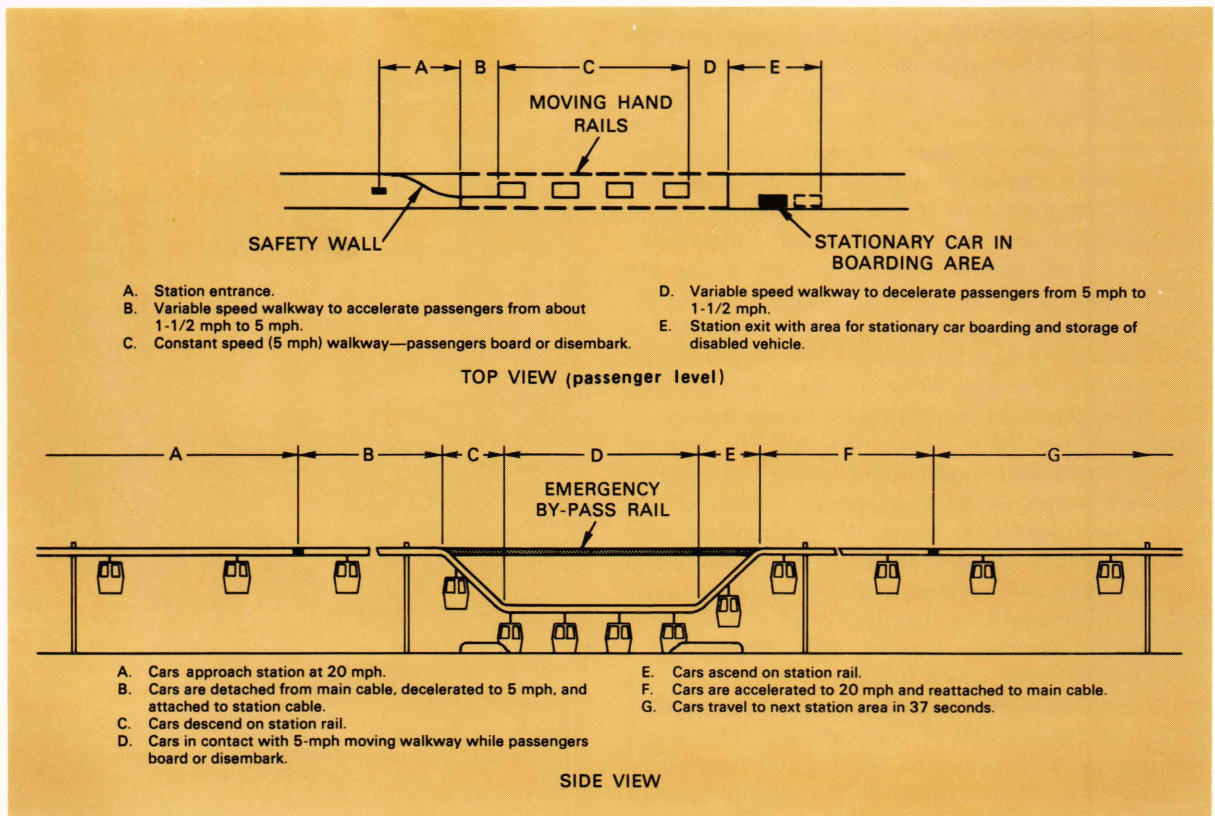 A B C D E
MOVING HAND
RAILS
SAFETY WALL
STATIONARY CAR IN
BOARDING AREA
A. Station entrance.
B. Variable speed walkway to accelerate passengers from about
1-1/2 mph to 5 mph.
C. Constant speed (5 mph) walkway—passengers board or disembark.
D. Variable speed walkway to decelerate passengers from 5 mph to
1-1/2 mph.
E. Station exit with area for stationary car boarding and storage of
disabled vehicle.
TOP VIEW (passenger level)
A B C D E F G
EMERGENCY
BY-PASS RAIL
A. Cars approach station at 20 mph.
B. Cars are detached from main cable, decelerated to 5 mph, and
attached to station cable.
C. Cars descend on station rail.
D. Cars in contact with 5-mph moving walkway while passengers
board or disembark.
E. Cars ascend on station rail.
F. Cars are accelerated to 20 mph and reattached to main cable.
G. Cars travel to next station area in 37 seconds.
SIDE VIEW